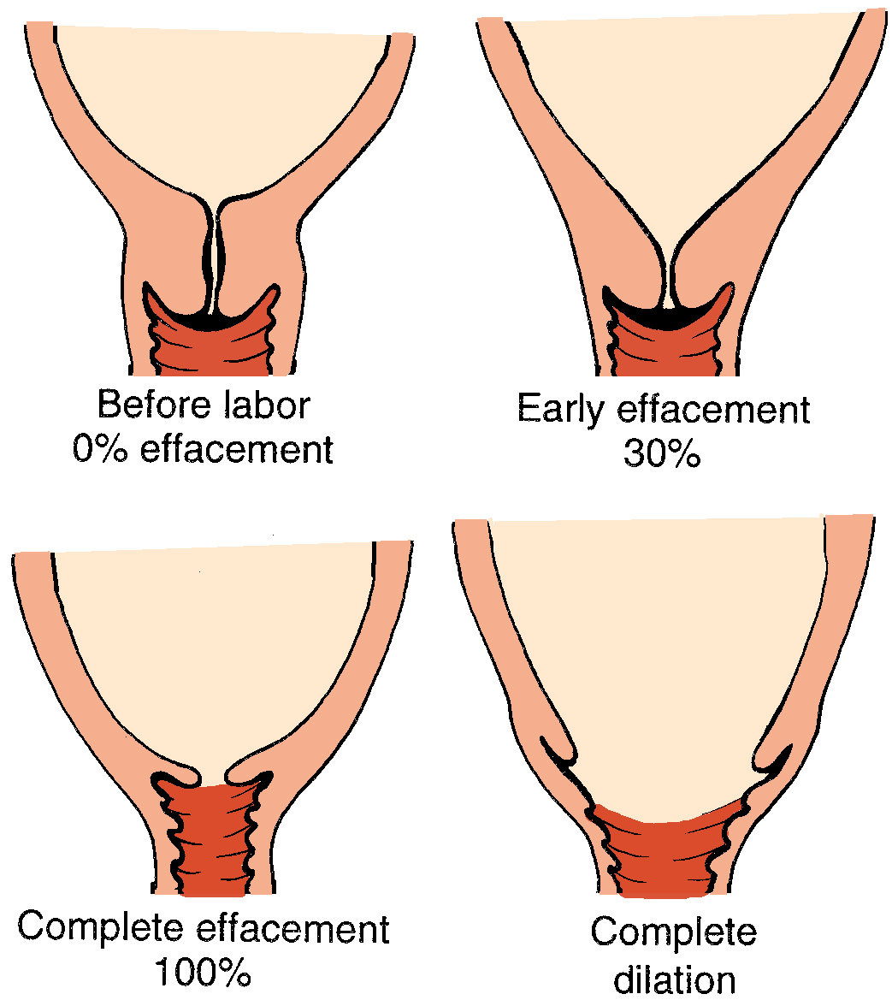 Before labor
0% effacement
Early effacement
30%
Complete effacement
100%
Complete
dilation